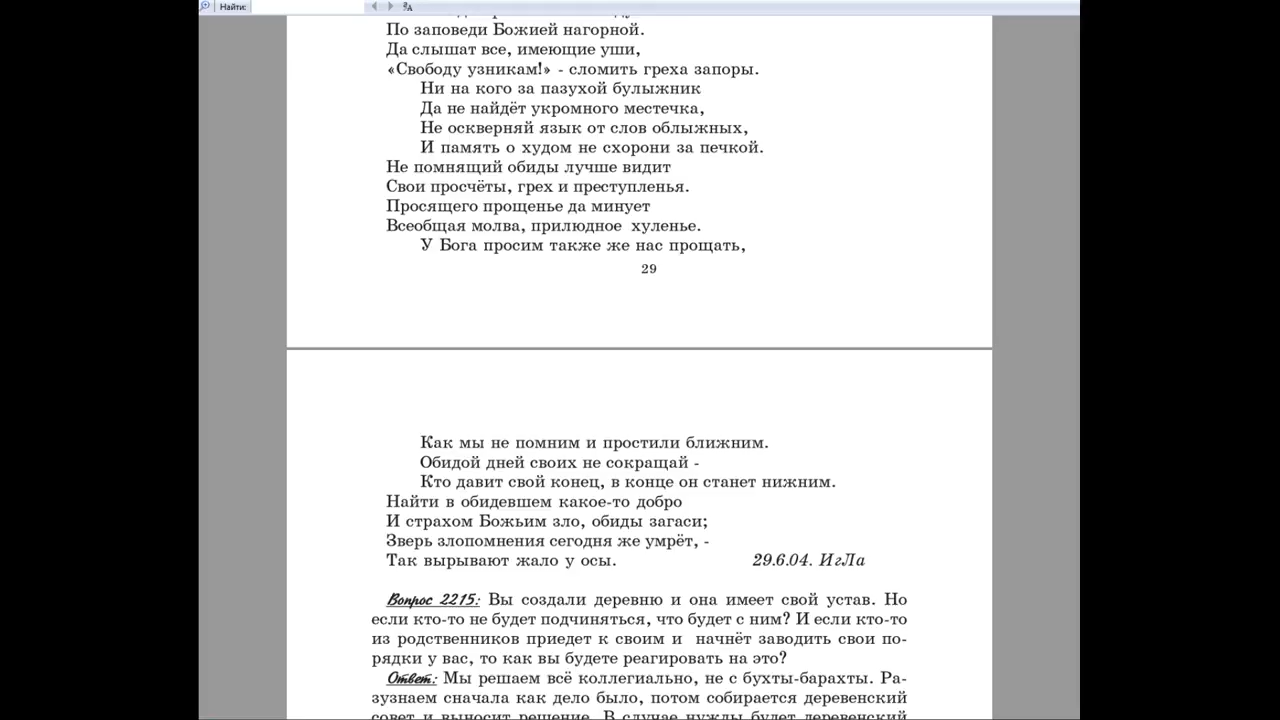 Найти:
По заповеди Божией нагорной.
Да слышат все, имеющие уши,
«Свободу узникам!» - сломить греха запоры.
Ни на кого за пазухой булыжник
Да не найдёт укромного местечка,
Не оскверняй язык от слов облыжных,
И память о худом не схорони за печкой.
Не помнящий обиды лучше видит
Свои просчёты, грех и преступленья.
Просящего прощенье да минует
Всеобщая молва, прилюдное хуленье.
У Бога просим также же нас прощать,
29
Как мы не помним и простили ближним.
Обидой дней своих не сокращай -
Кто давит свой конец, в конце он станет нижним.
Найти в обидевшем какое-то добро
И страхом Божьим зло, обиды загаси;
Зверь злопомнения сегодня же умрёт, -
Так вырывают жало у осы. 29.6.04. ИгЛа
Вопрос 2215: Вы создали деревню и она имеет свой устав. Но
если кто-то не будет подчиняться, что будет с ним? И если кто-то
из родственников приедет к своим и начнёт заводить свои по-
рядки у вас, то как вы будете реагировать на это?
Ответ: Мы решаем всё коллегиально, не с бухты-барахты. Ра-
зузнаем сначала как дело было, потом собирается деревенский
совет и выносит решение. В случае нужды будет деревенский